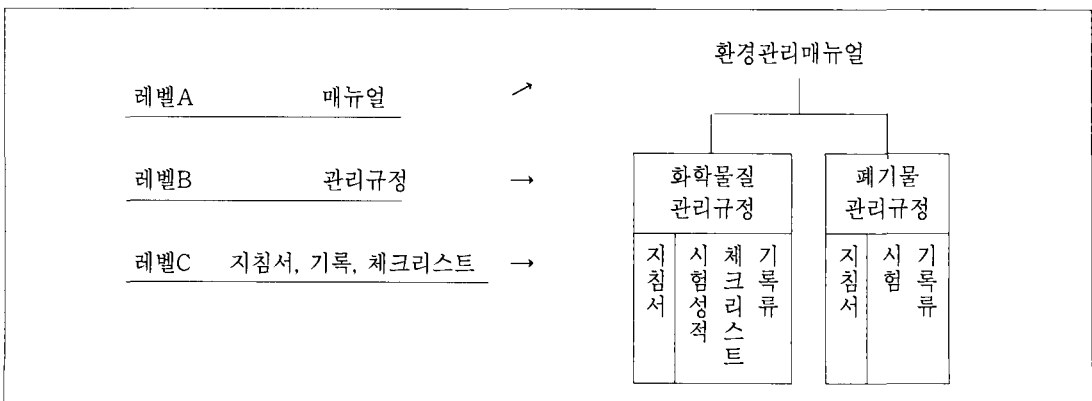 환경관리매뉴얼
레벨A 매뉴얼 ↗
레벨B 관리규정 →
레벨C 지침서, 기록, 체크리스트 →
화학물질
관리규정
지침서
시험성적
체크리스트
기록류
폐기물
관리규정
지침서
시험
기록류